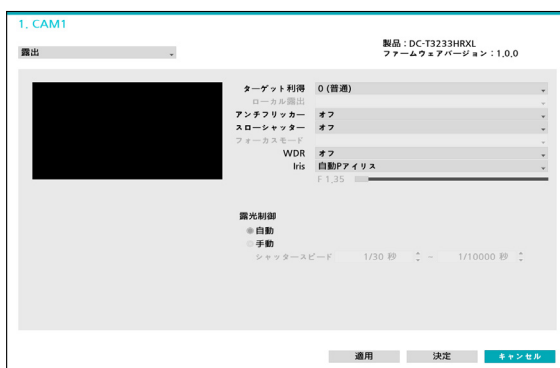 1. CAM1
露出
製品：DC-T3233HRXL
ファームウェアバージョン：1.0.0
ターゲット利得 0 (普通)
ローカル露出
アンチフリッカー オフ
スローシャッター オフ
フォーカスモード
WDR オフ
Iris 自動Pアイリス
F 1.35
露光制御
自動
手動
シャッタースピード 1/30 秒 – 1/10000 秒
適用 決定 キャンセル